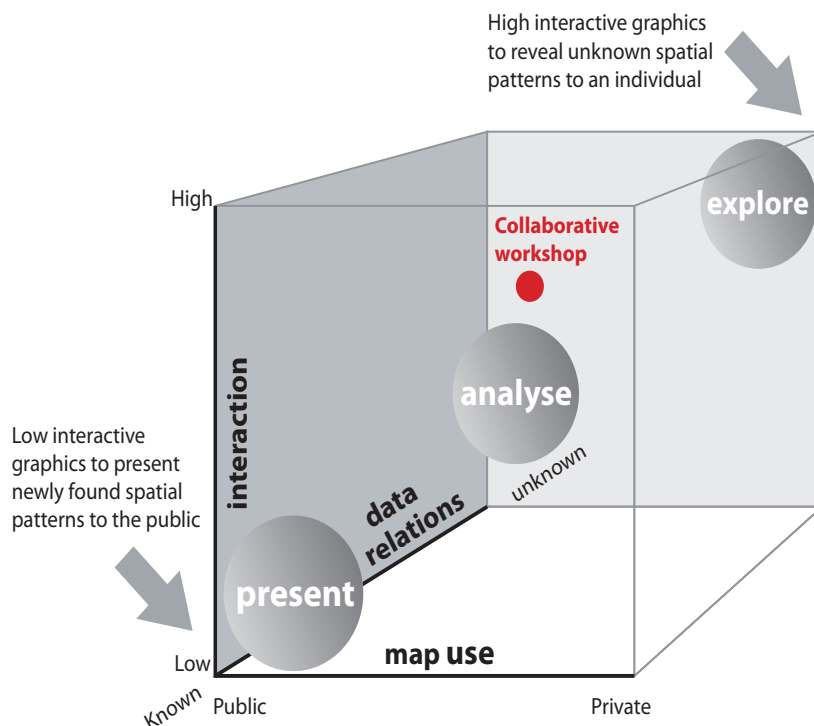 High interactive graphics
to reveal unknown spatial
patterns to an individual
High
explore
Collaborative
workshop
interaction
analyse
Low interactive
graphics to present
newly found spatial
patterns to the public
unknown
data
relations
present
Low
map use
Known
Public
Private